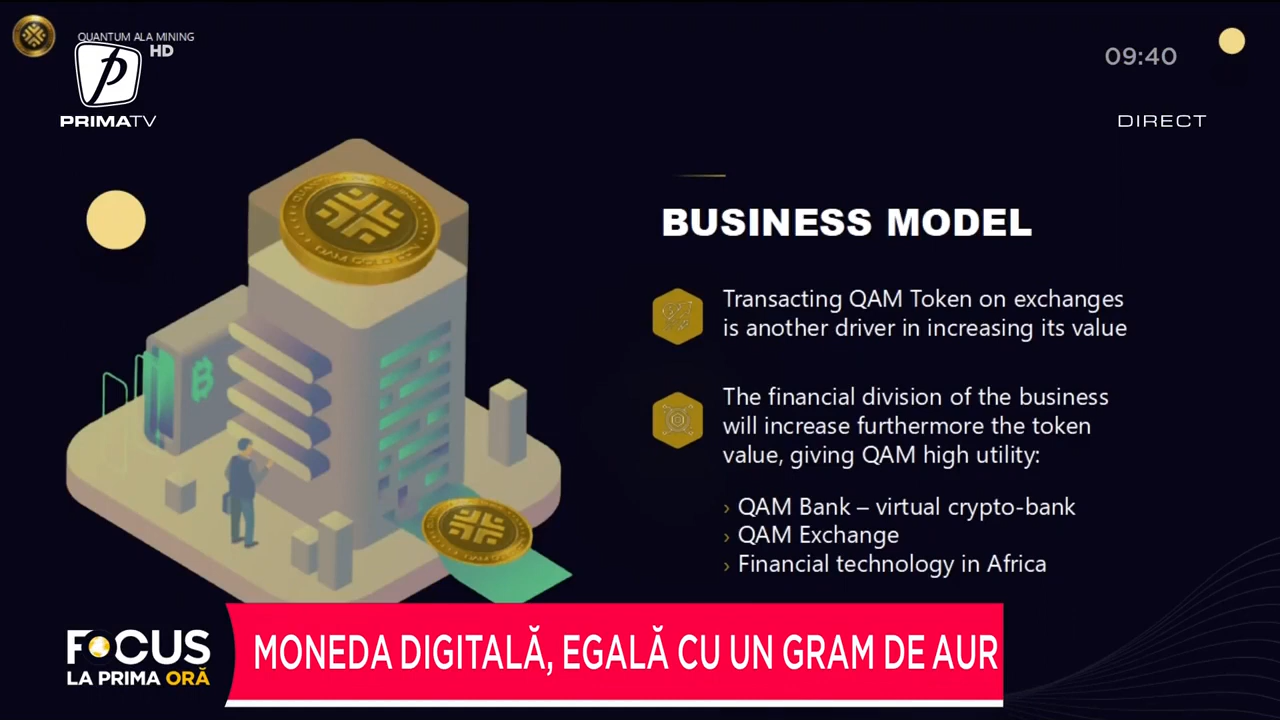 QUANTUM ALA MINING
HD
PRIMATV
09:40
DIRECT
BUSINESS MODEL
Transacting QAM Token on exchanges
is another driver in increasing its value
The financial division of the business
will increase furthermore the token
value, giving QAM high utility:
› QAM Bank – virtual crypto-bank
› QAM Exchange
› Financial technology in Africa
FOCUS
LA PRIMA ORĂ
MONEDA DIGITALĂ, EGALĂ CU UN GRAM DE AUR